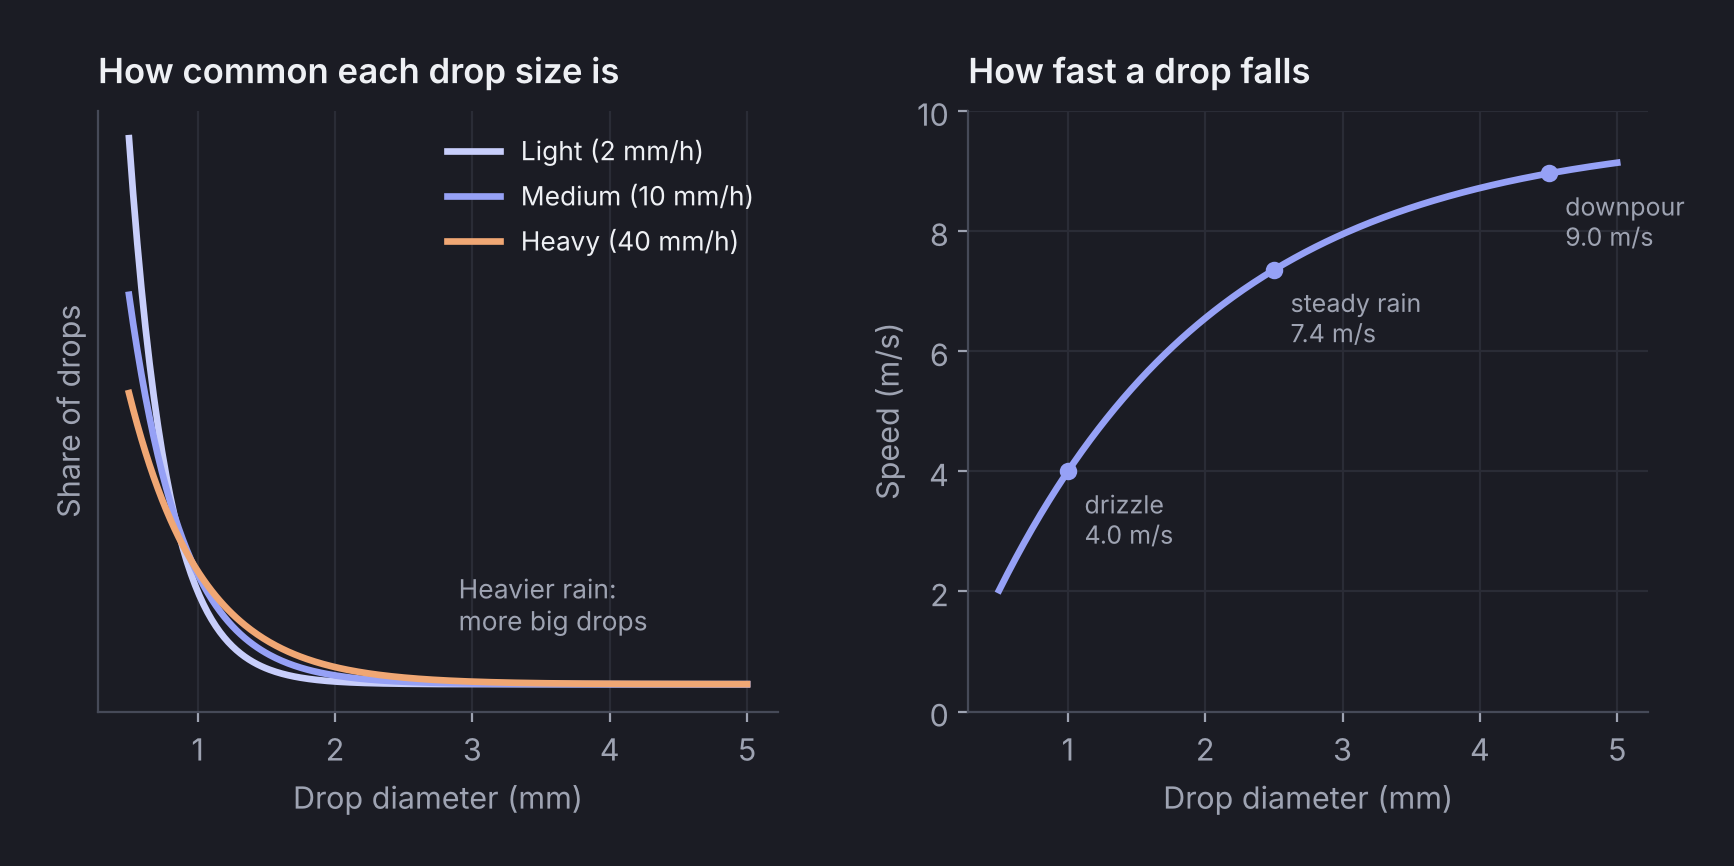 How common each drop size is
Light (2 mm/h)
Medium (10 mm/h)
Heavy (40 mm/h)
Share of drops
Heavier rain:
more big drops
1 2 3 4 5
Drop diameter (mm)
How fast a drop falls
10
8
6
4
2
0
Speed (m/s)
downpour
9.0 m/s
steady rain
7.4 m/s
drizzle
4.0 m/s
1 2 3 4 5
Drop diameter (mm)